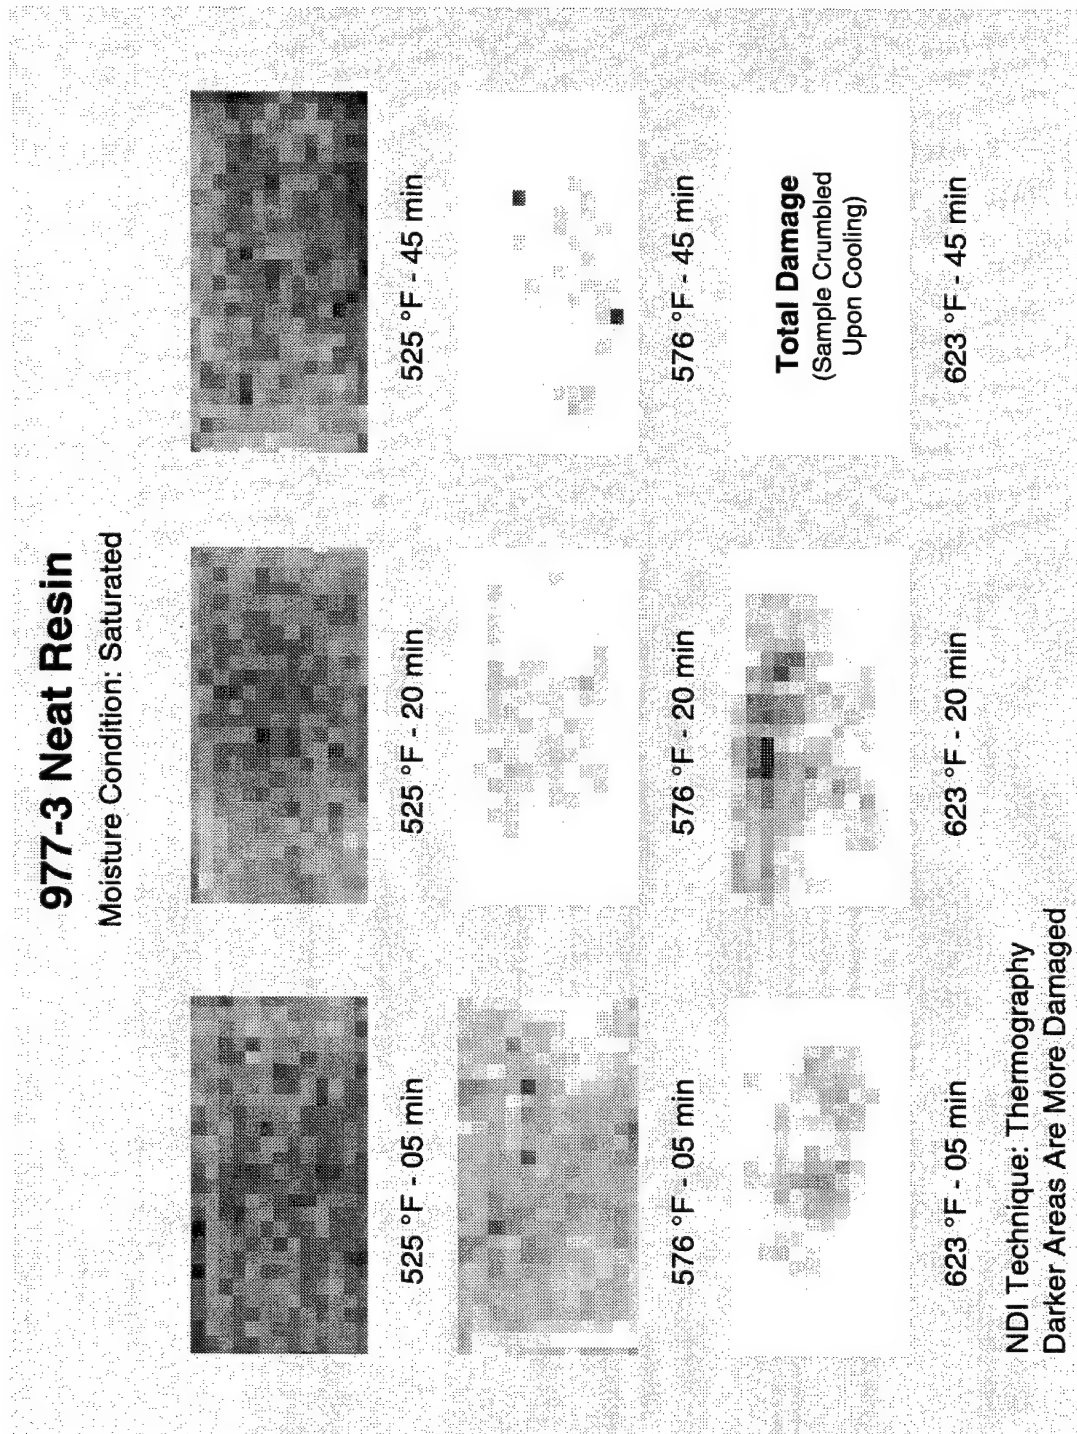 977-3 Neat Resin
Moisture Condition: Saturated
525 °F - 05 min
525 °F - 20 min
525 °F - 45 min
576 °F - 05 min
576 °F - 20 min
576 °F - 45 min
Total Damage
(Sample Crumbled
Upon Cooling)
623 °F - 05 min
623 °F - 20 min
623 °F - 45 min
NDI Technique: Thermography
Darker Areas Are More Damaged